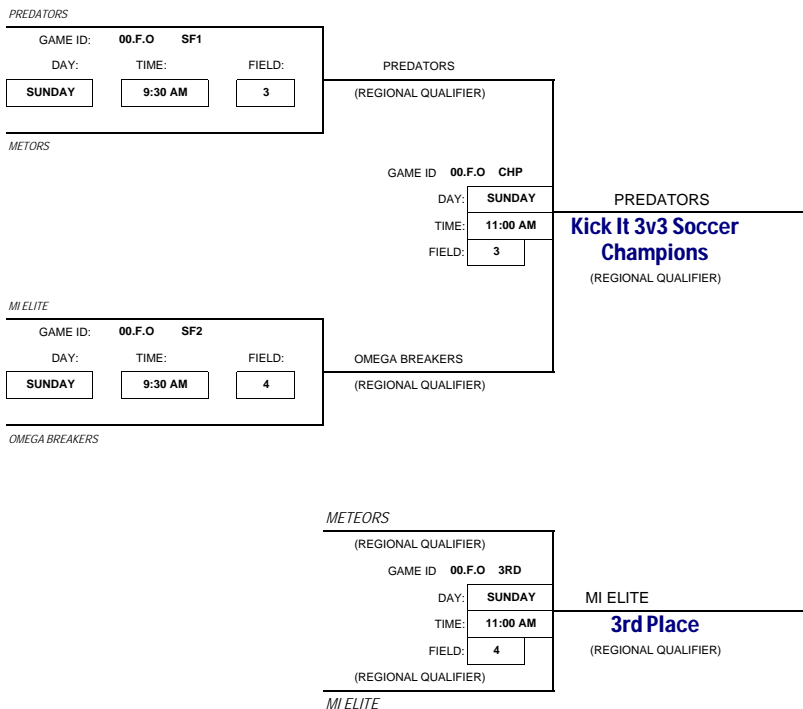 PREDATORS
GAME ID: 00.F.O SF1
DAY: TIME: FIELD:
SUNDAY 9:30 AM 3
METORS
PREDATORS
(REGIONAL QUALIFIER)
GAME ID 00.F.O CHP
DAY: SUNDAY
TIME: 11:00 AM
FIELD: 3
PREDATORS
Kick It 3v3 Soccer
Champions
(REGIONAL QUALIFIER)
MI ELITE
GAME ID: 00.F.O SF2
DAY: TIME: FIELD:
SUNDAY 9:30 AM 4
OMEGA BREAKERS
OMEGA BREAKERS
(REGIONAL QUALIFIER)
METEORS
(REGIONAL QUALIFIER)
GAME ID 00.F.O 3RD
DAY: SUNDAY
TIME: 11:00 AM
FIELD: 4
(REGIONAL QUALIFIER)
MI ELITE
MI ELITE
3rd Place
(REGIONAL QUALIFIER)